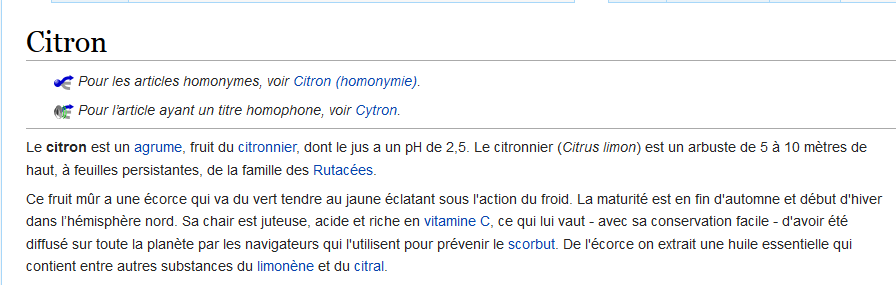 Citron
Pour les articles homonymes, voir Citron (homonymie).
Pour l'article ayant un titre homophone, voir Cytron.
Le citron est un agrume, fruit du citronnier, dont le jus a un pH de 2,5. Le citronnier (Citrus limon) est un arbuste de 5 à 10 mètres de
haut, à feuilles persistantes, de la famille des Rutacées.
Ce fruit mûr a une écorce qui va du vert tendre au jaune éclatant sous l'action du froid. La maturité est en fin d'automne et début d'hiver
dans l'hémisphère nord. Sa chair est juteuse, acide et riche en vitamine C, ce qui lui vaut - avec sa conservation facile - d'avoir été
diffusé sur toute la planète par les navigateurs qui l'utilisent pour prévenir le scorbut. De l'écorce on extrait une huile essentielle qui
contient entre autres substances du limonène et du citral.